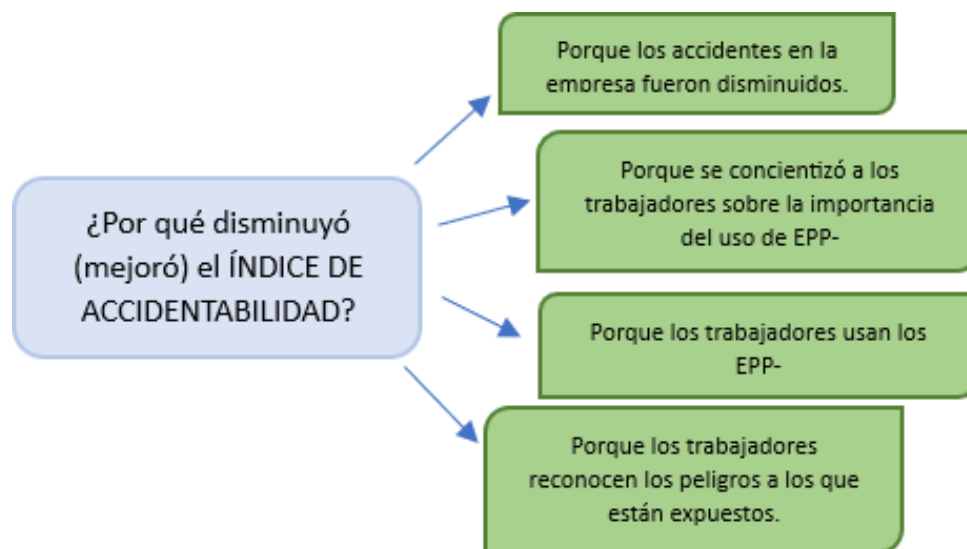 Porque los accidentes en la
empresa fueron disminuidos.
¿Por qué disminuyó
(mejoró) el ÍNDICE DE
ACCIDENTABILIDAD?
Porque se concientizó a los
trabajadores sobre la importancia
del uso de EPP-
Porque los trabajadores usan los
EPP-
Porque los trabajadores
reconocen los peligros a los que
están expuestos.